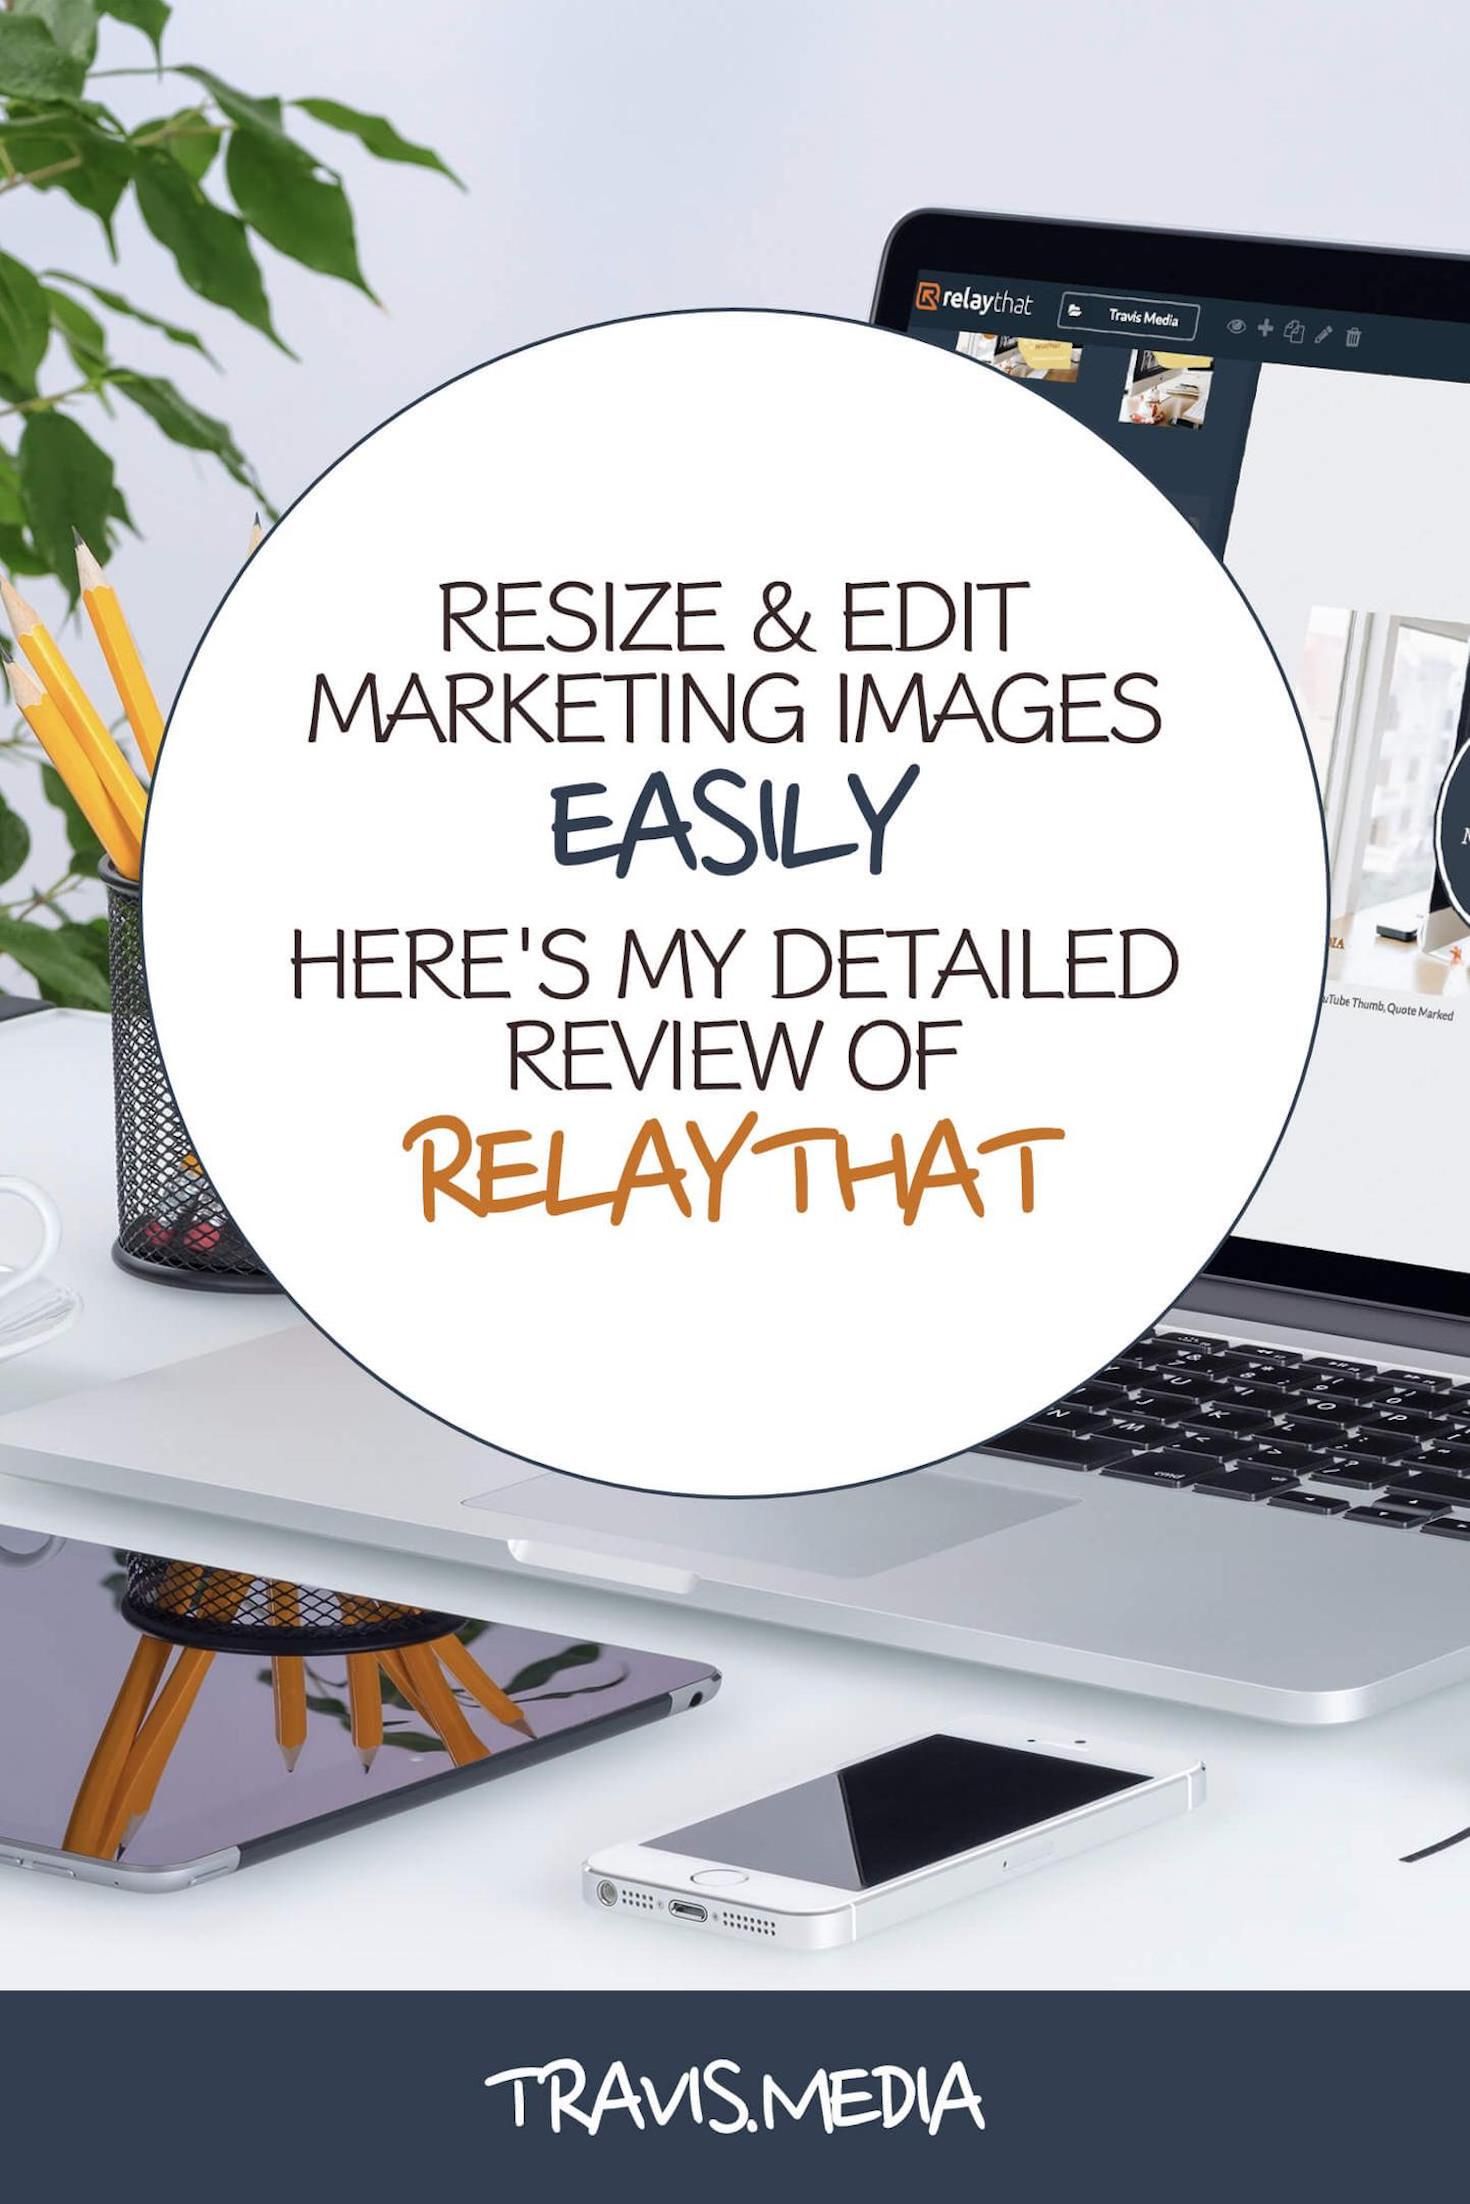 relaythat
Travis Media
RESIZE & EDIT
MARKETING IMAGES
EASILY
HERE'S MY DETAILED
REVIEW OF
RELAYTHAT
Thumb, Quote Marked
cmd
TRAVIS.MEDIA